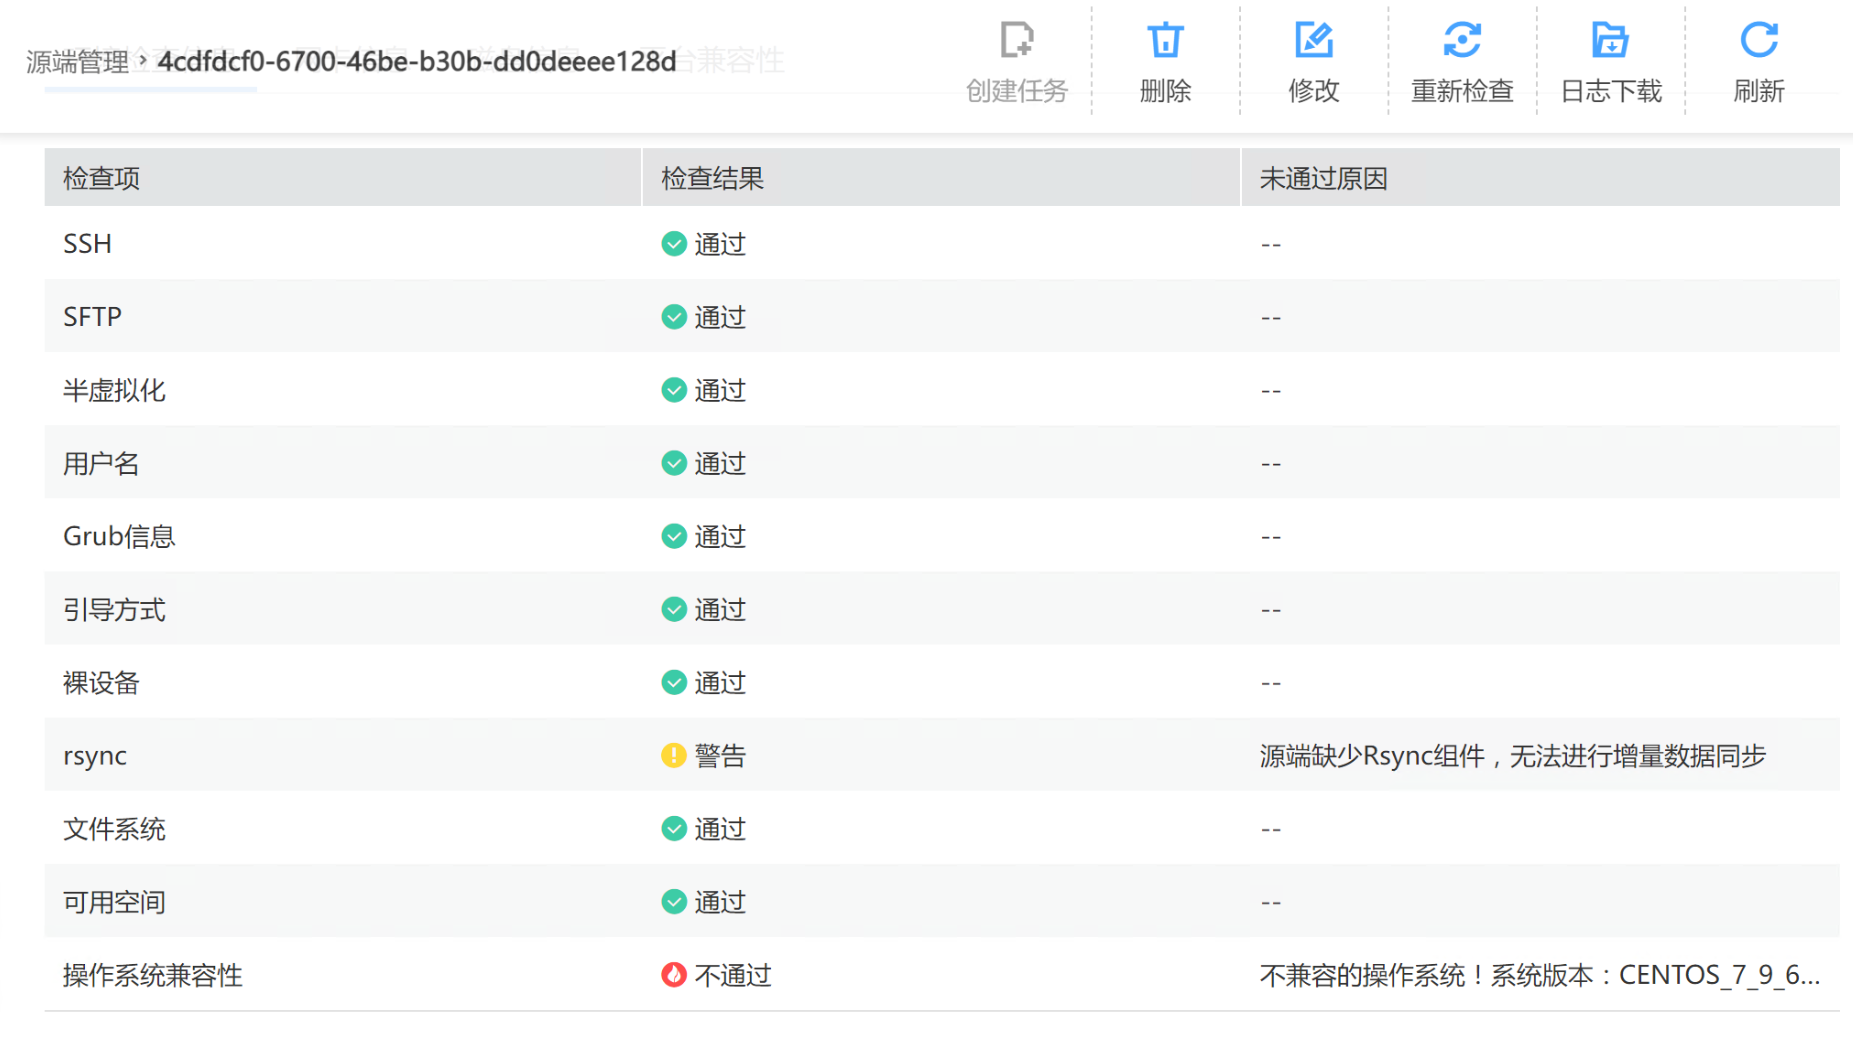 源端管理 › 4cdfdcf0-6700-46be-b30b-dd0deeee128d 台兼容性
创建任务 删除 修改 重新检查 日志下载 刷新
检查项 检查结果 未通过原因
SSH 通过 --
SFTP 通过 --
半虚拟化 通过 --
用户名 通过 --
Grub信息 通过 --
引导方式 通过 --
裸设备 通过 --
rsync 警告 源端缺少Rsync组件，无法进行增量数据同步
文件系统 通过 --
可用空间 通过 --
操作系统兼容性 不通过 不兼容的操作系统！系统版本：CENTOS_7_9_6...